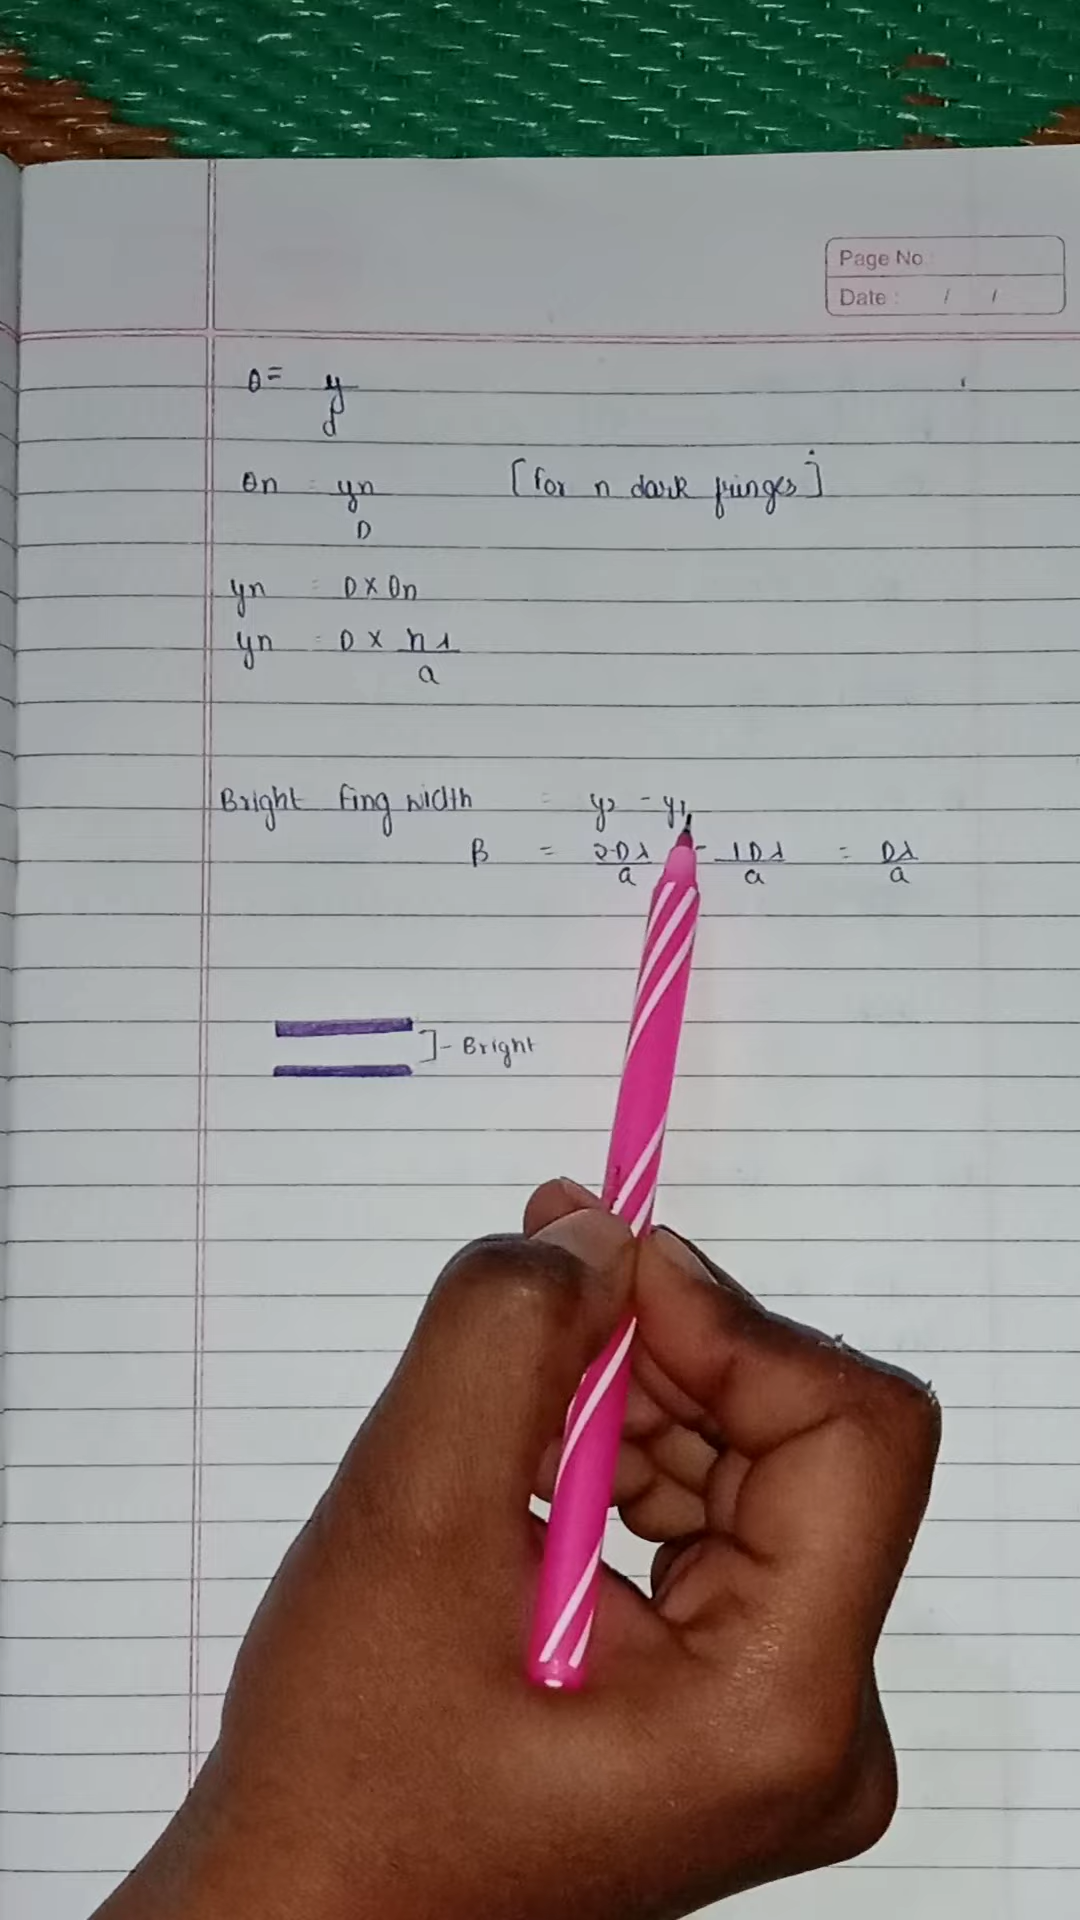 Page No
Date : / /
θ = y/d
θn = yn/D [for n dark fringes]
yn = D × θn
yn = D × nλ/a
Bright fing width = y2 - y1
β = 2Dλ/a - 1Dλ/a = Dλ/a
]- Bright